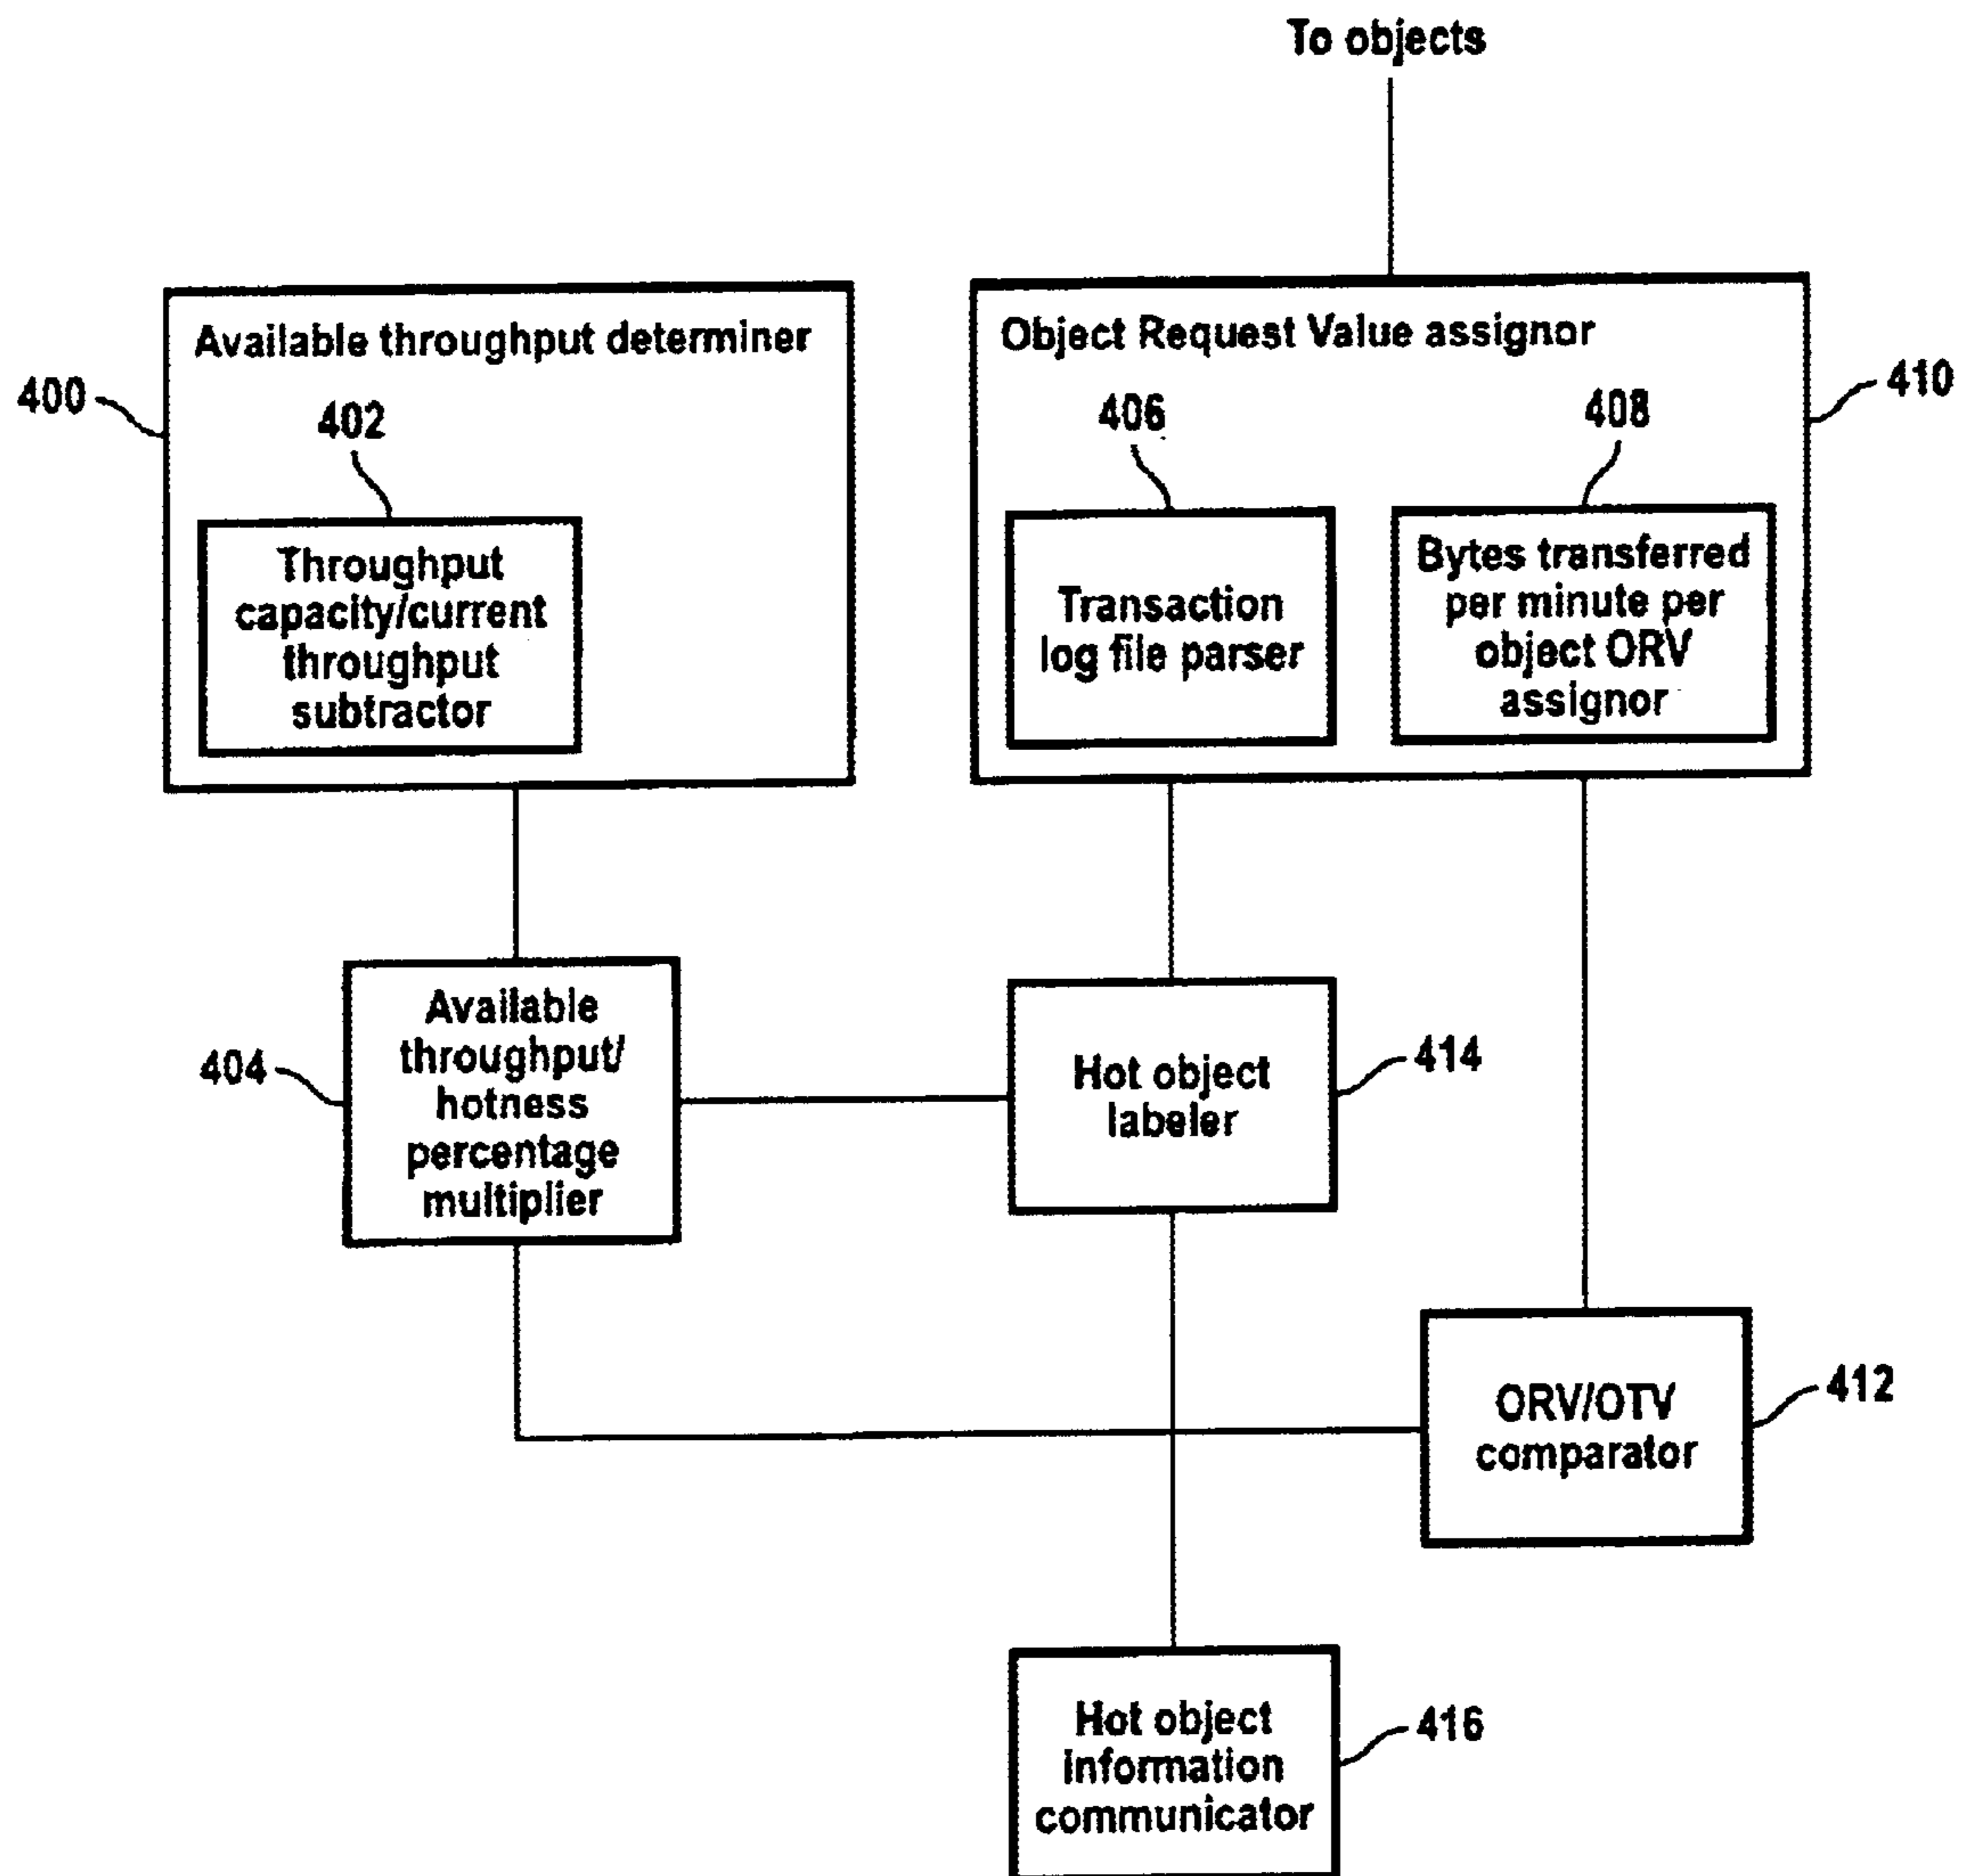 To objects
Available throughput determiner
400
402
Throughput
capacity/current
throughput
subtractor
Object Request Value assignor
410
406
408
Transaction
log file parser
Bytes transferred
per minute per
object ORV
assignor
404
Available
throughput/
hotness
percentage
multiplier
Hot object
labeler
414
ORV/OTV
comparator
412
Hot object
information
communicator
416